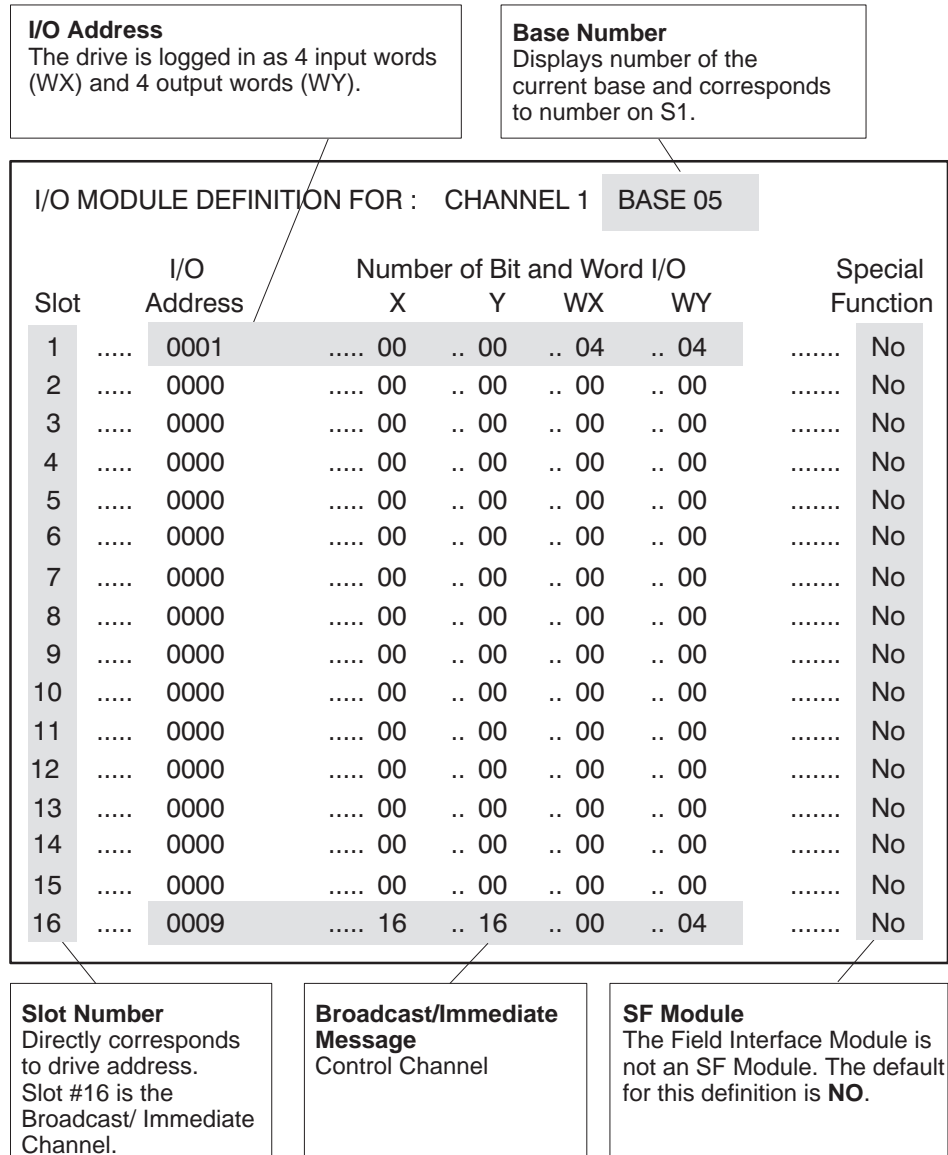 I/O Address
The drive is logged in as 4 input words
(WX) and 4 output words (WY).
Base Number
Displays number of the
current base and corresponds
to number on S1.
I/O MODULE DEFINITION FOR : CHANNEL 1 BASE 05
I/O Number of Bit and Word I/O Special
Slot Address X Y WX WY Function
1 ..... 0001 ..... 00 .. 00 .. 04 .. 04 ....... No
2 ..... 0000 ..... 00 .. 00 .. 00 .. 00 ....... No
3 ..... 0000 ..... 00 .. 00 .. 00 .. 00 ....... No
4 ..... 0000 ..... 00 .. 00 .. 00 .. 00 ....... No
5 ..... 0000 ..... 00 .. 00 .. 00 .. 00 ....... No
6 ..... 0000 ..... 00 .. 00 .. 00 .. 00 ....... No
7 ..... 0000 ..... 00 .. 00 .. 00 .. 00 ....... No
8 ..... 0000 ..... 00 .. 00 .. 00 .. 00 ....... No
9 ..... 0000 ..... 00 .. 00 .. 00 .. 00 ....... No
10 ..... 0000 ..... 00 .. 00 .. 00 .. 00 ....... No
11 ..... 0000 ..... 00 .. 00 .. 00 .. 00 ....... No
12 ..... 0000 ..... 00 .. 00 .. 00 .. 00 ....... No
13 ..... 0000 ..... 00 .. 00 .. 00 .. 00 ....... No
14 ..... 0000 ..... 00 .. 00 .. 00 .. 00 ....... No
15 ..... 0000 ..... 00 .. 00 .. 00 .. 00 ....... No
16 ..... 0009 ..... 16 .. 16 .. 00 .. 04 ....... No
Slot Number
Directly corresponds
to drive address.
Slot #16 is the
Broadcast/ Immediate
Channel.
Broadcast/Immediate
Message
Control Channel
SF Module
The Field Interface Module is
not an SF Module. The default
for this definition is NO.